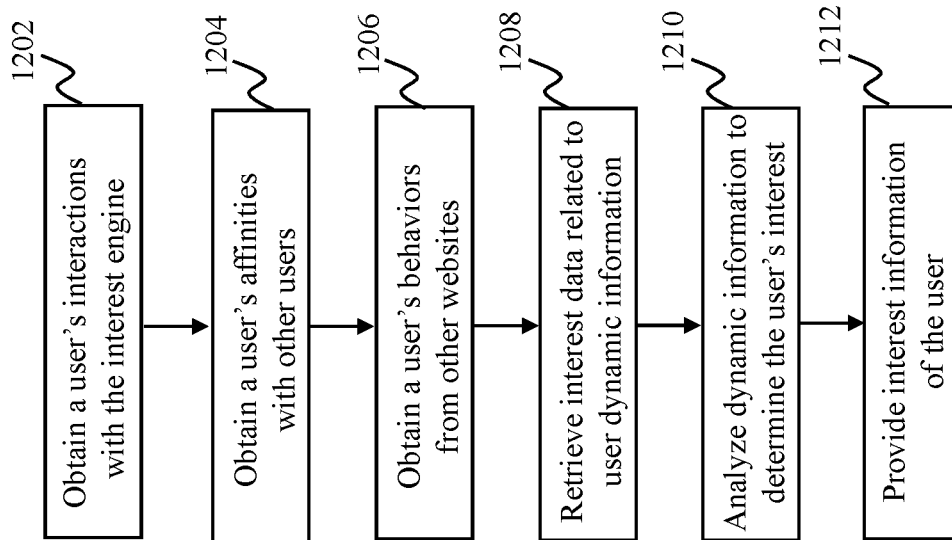 1202
Obtain a user's interactions
with the interest engine
1204
Obtain a user's affinities
with other users
1206
Obtain a user's behaviors
from other websites
1208
Retrieve interest data related to
user dynamic information
1210
Analyze dynamic information to
determine the user's interest
1212
Provide interest information
of the user